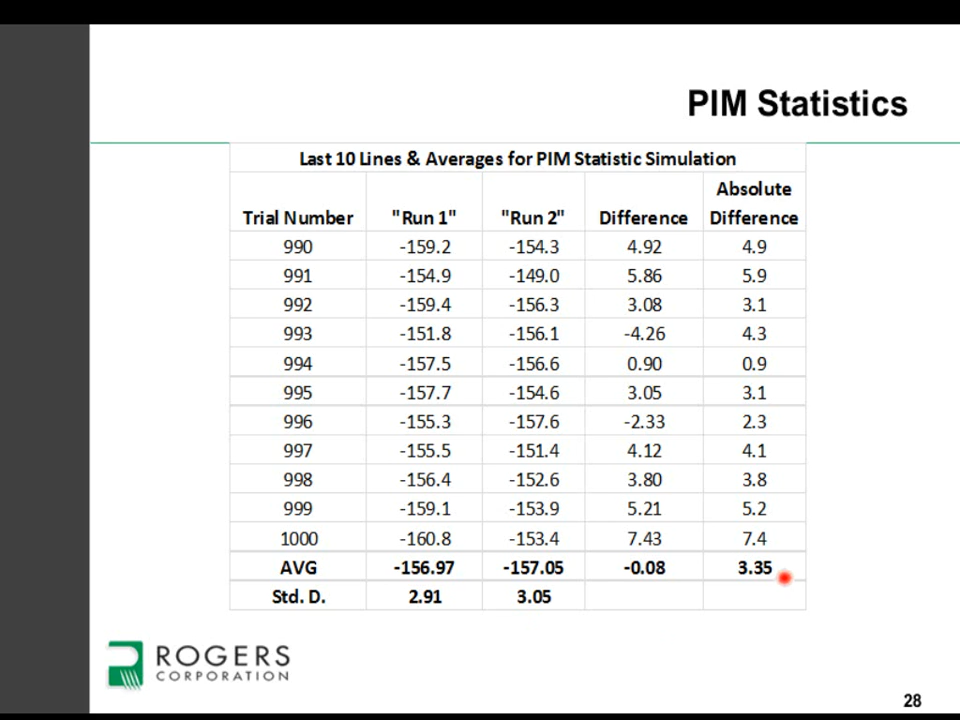 PIM Statistics
Last 10 Lines & Averages for PIM Statistic Simulation
Trial Number "Run 1" "Run 2" Difference Absolute Difference
990 -159.2 -154.3 4.92 4.9
991 -154.9 -149.0 5.86 5.9
992 -159.4 -156.3 3.08 3.1
993 -151.8 -156.1 -4.26 4.3
994 -157.5 -156.6 0.90 0.9
995 -157.7 -154.6 3.05 3.1
996 -155.3 -157.6 -2.33 2.3
997 -155.5 -151.4 4.12 4.1
998 -156.4 -152.6 3.80 3.8
999 -159.1 -153.9 5.21 5.2
1000 -160.8 -153.4 7.43 7.4
AVG -156.97 -157.05 -0.08 3.35
Std. D. 2.91 3.05
ROGERS
CORPORATION
28